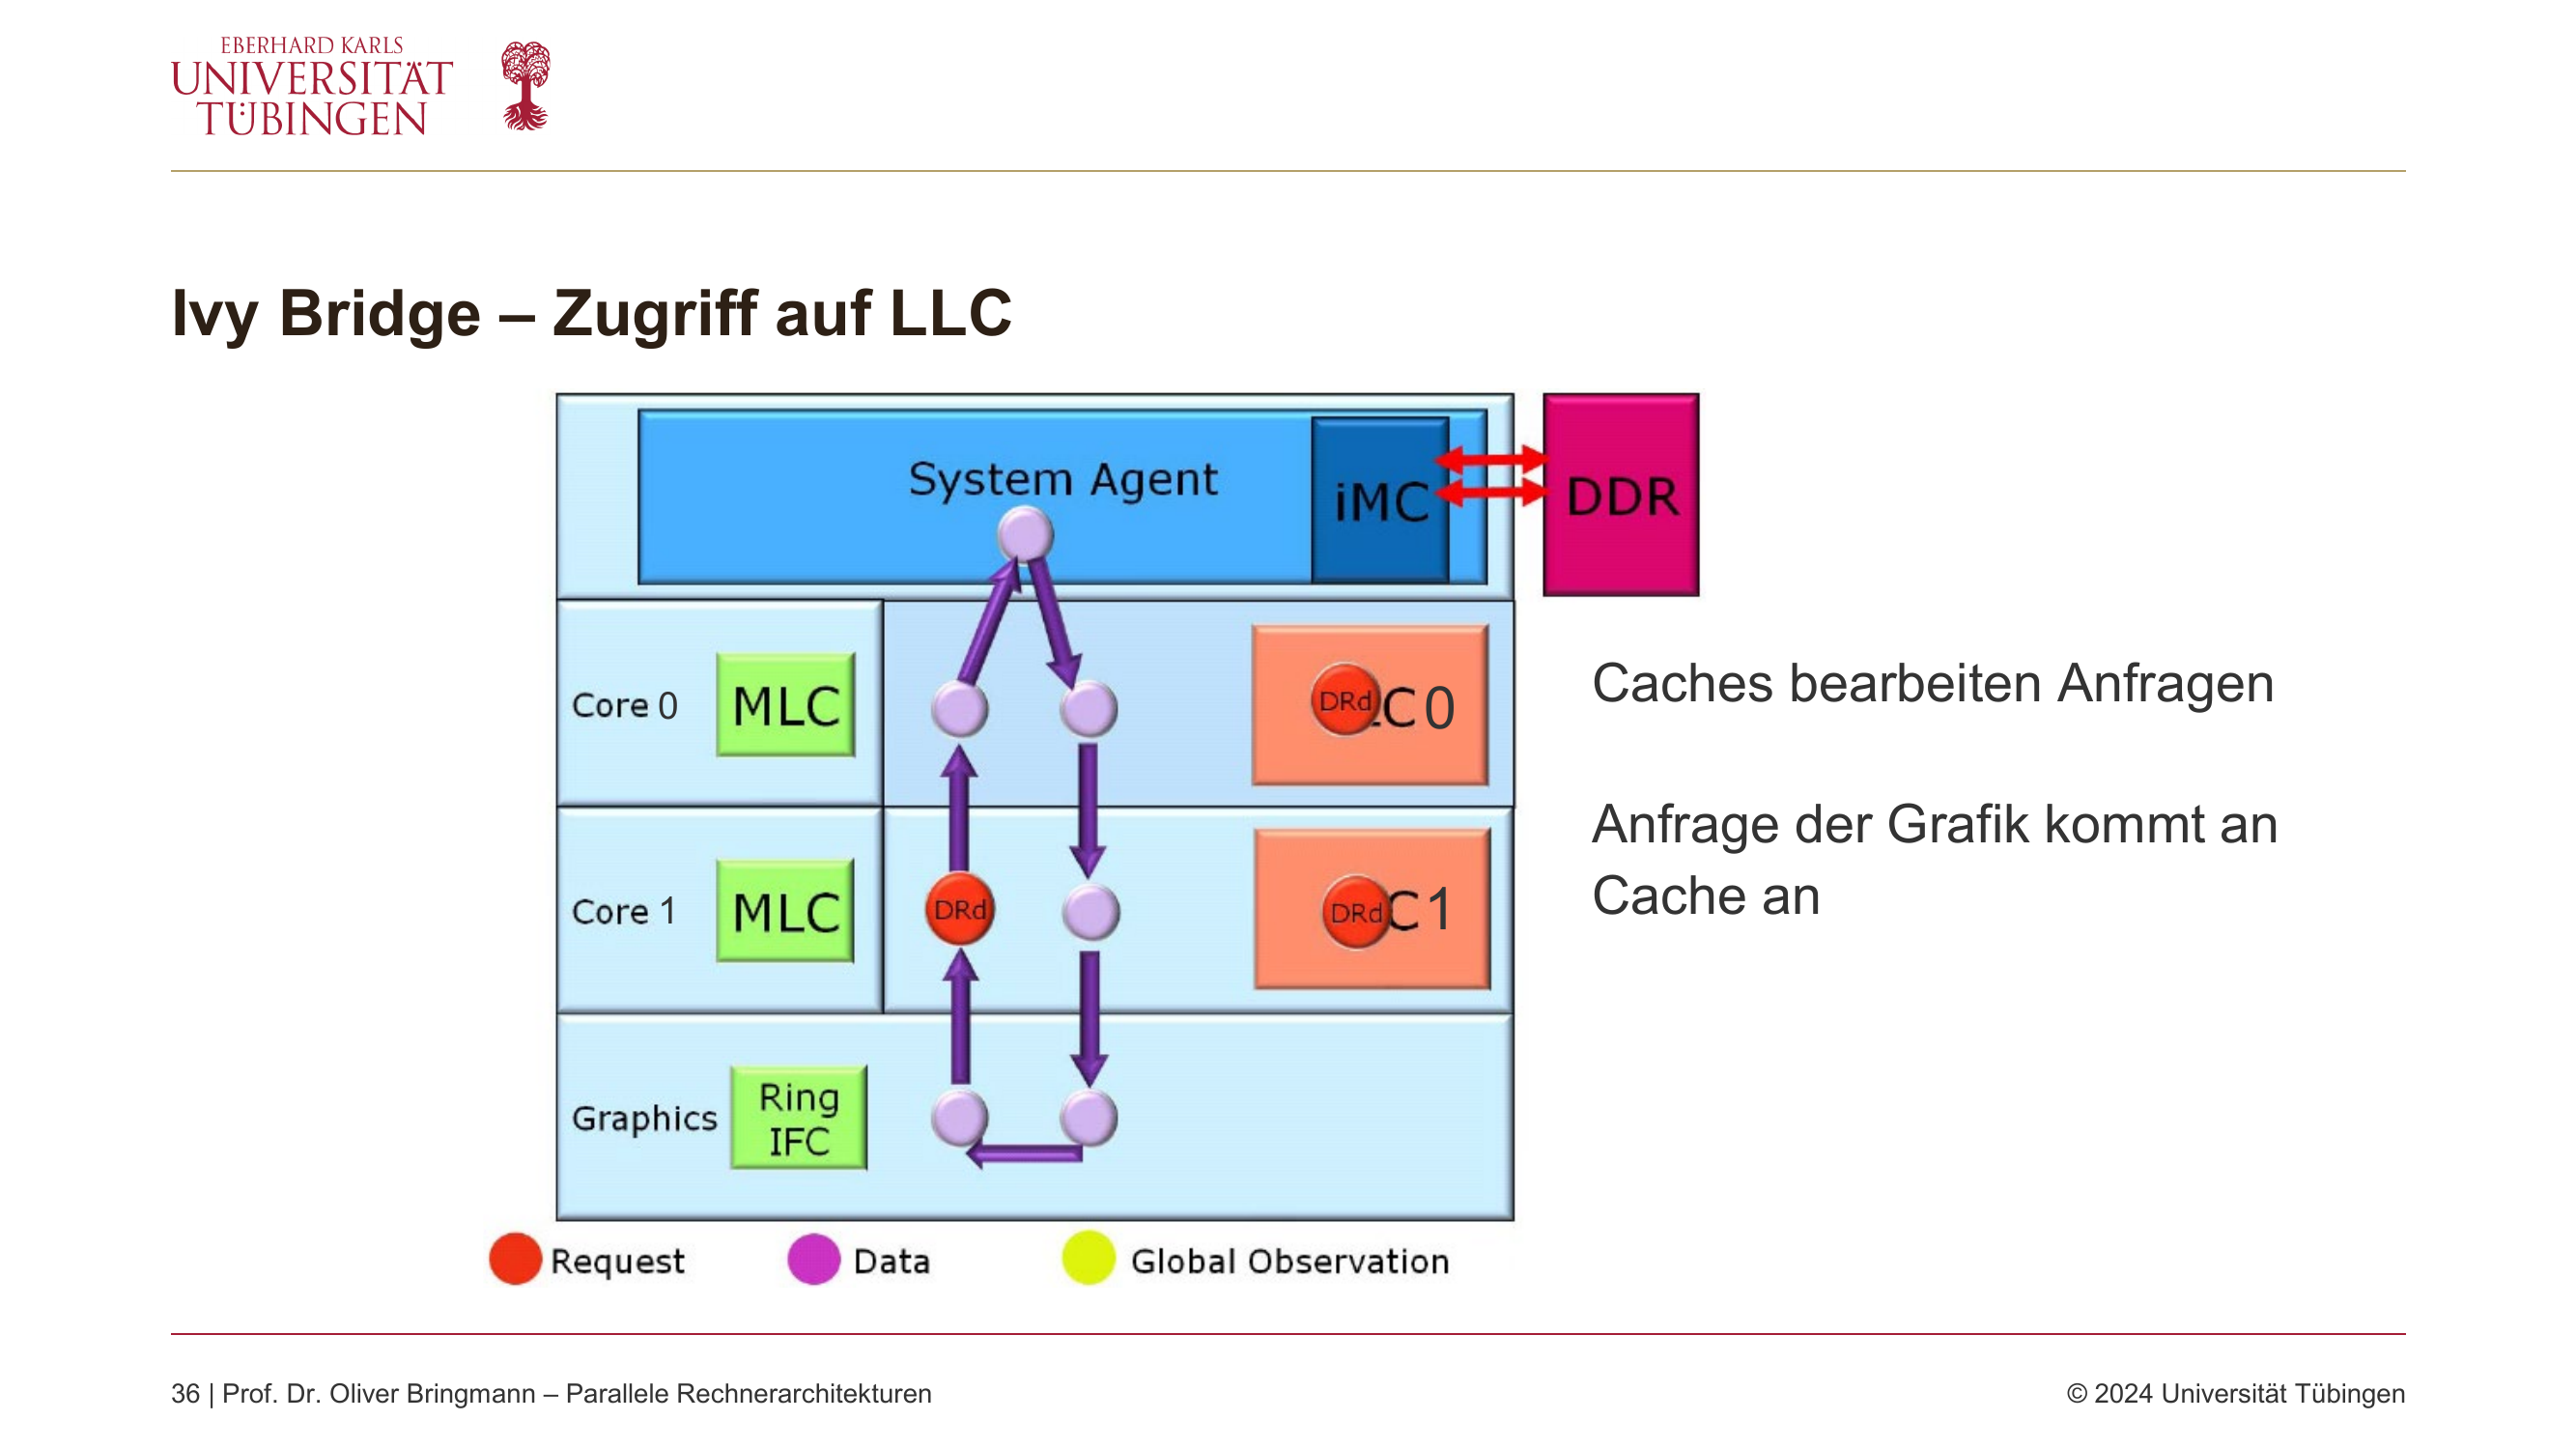 EBERHARD KARLS
UNIVERSITÄT
TÜBINGEN
Ivy Bridge – Zugriff auf LLC
System Agent
iMC
DDR
Core 0
MLC
DRd
C 0
Caches bearbeiten Anfragen
Core 1
MLC
DRd
DRd
C 1
Anfrage der Grafik kommt an
Cache an
Graphics
Ring
IFC
Request
Data
Global Observation
36 | Prof. Dr. Oliver Bringmann – Parallele Rechnerarchitekturen
© 2024 Universität Tübingen